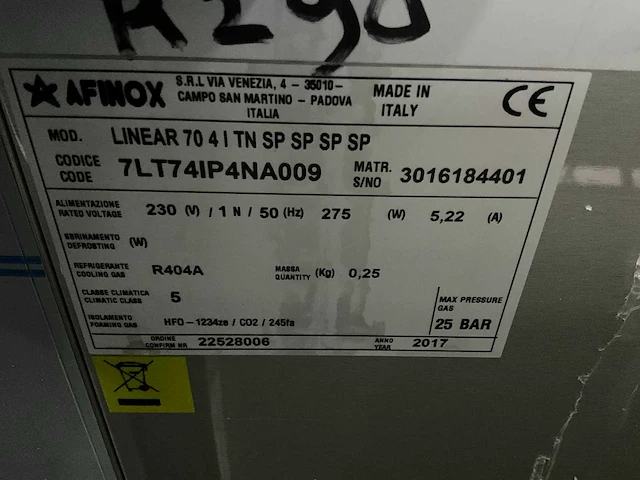 R290
AFINOX
S.R.L VIA VENEZIA, 4 - 35010-
CAMPO SAN MARTINO - PADOVA
ITALIA
MADE IN
ITALY
CE
MOD. LINEAR 70 4 I TN SP SP SP SP
CODICE
CODE
7LT74IP4NA009
MATR.
S/NO
3016184401
ALIMENTAZIONE
RATED VOLTAGE
230 (V) / 1 N / 50 (Hz) 275 (W) 5,22 (A)
SBRINAMENTO
DEFROSTING
(W)
REFRIGERANTE
COOLING GAS
R404A
MASSA
QUANTITY
(Kg) 0,25
CLASSE CLIMATICA
CLIMATIC CLASS
5
ISOLAMENTO
FOAMING GAS
HFO-1234ze / CO2 / 245fa
MAX PRESSURE
GAS
25 BAR
ORDINE
CONFIRM NR
22528006
ANNO
YEAR
2017